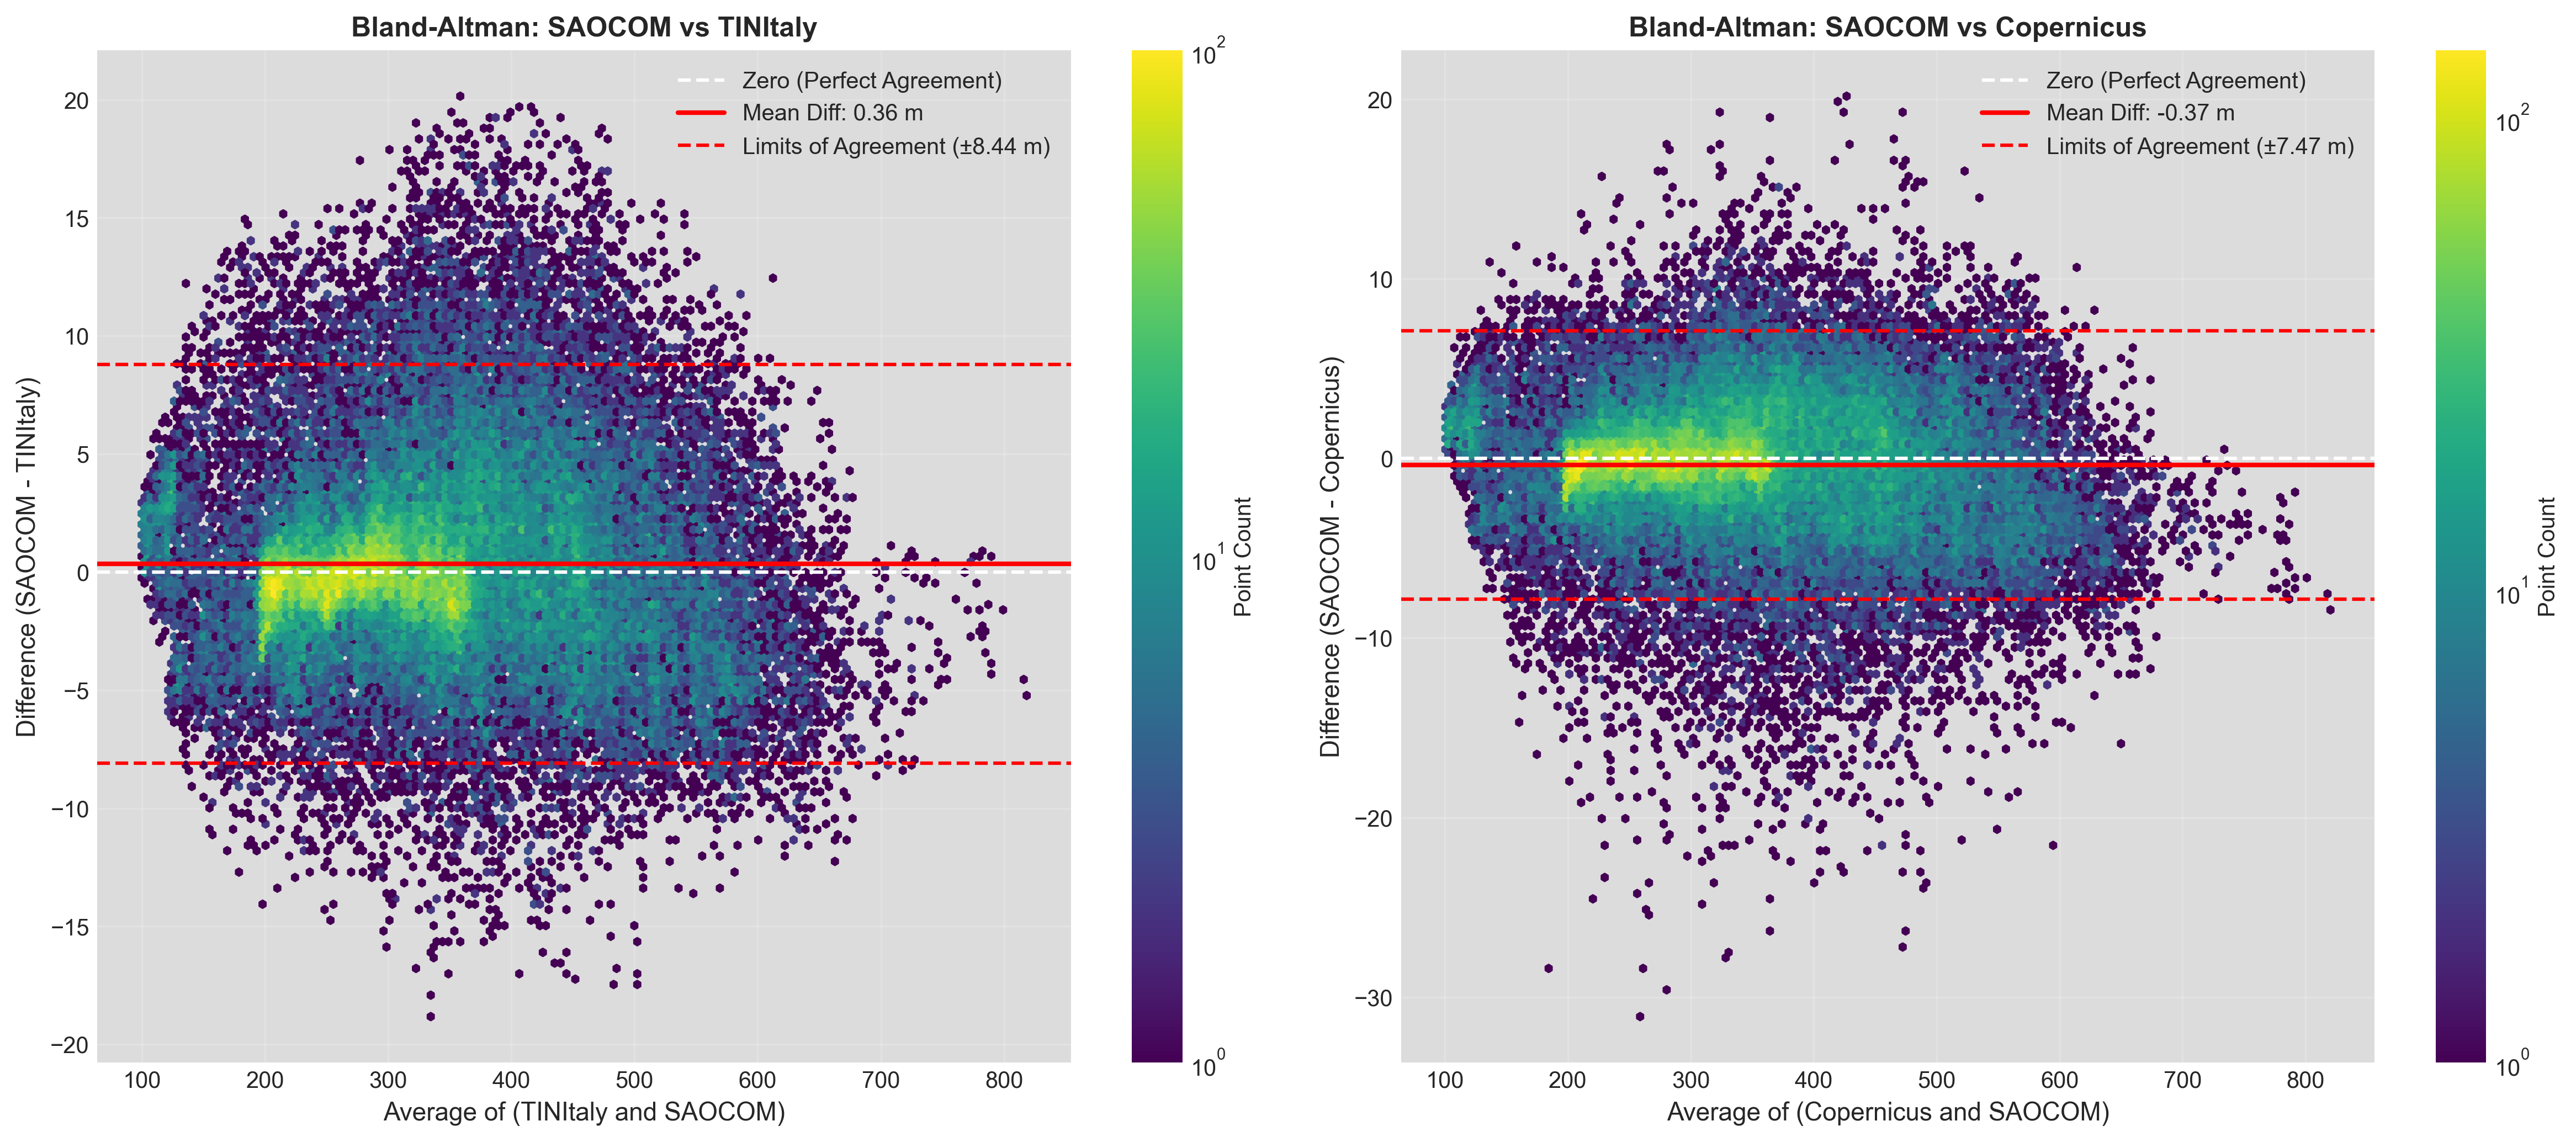 Bland-Altman: SAOCOM vs TINItaly
Zero (Perfect Agreement)
Mean Diff: 0.36 m
Limits of Agreement (±8.44 m)
Difference (SAOCOM - TINItaly)
20
15
10
5
0
−5
−10
−15
−20
100 200 300 400 500 600 700 800
Average of (TINItaly and SAOCOM)
10²
10¹
10⁰
Point Count
Bland-Altman: SAOCOM vs Copernicus
Zero (Perfect Agreement)
Mean Diff: -0.37 m
Limits of Agreement (±7.47 m)
Difference (SAOCOM - Copernicus)
20
10
0
−10
−20
−30
100 200 300 400 500 600 700 800
Average of (Copernicus and SAOCOM)
10²
10¹
10⁰
Point Count